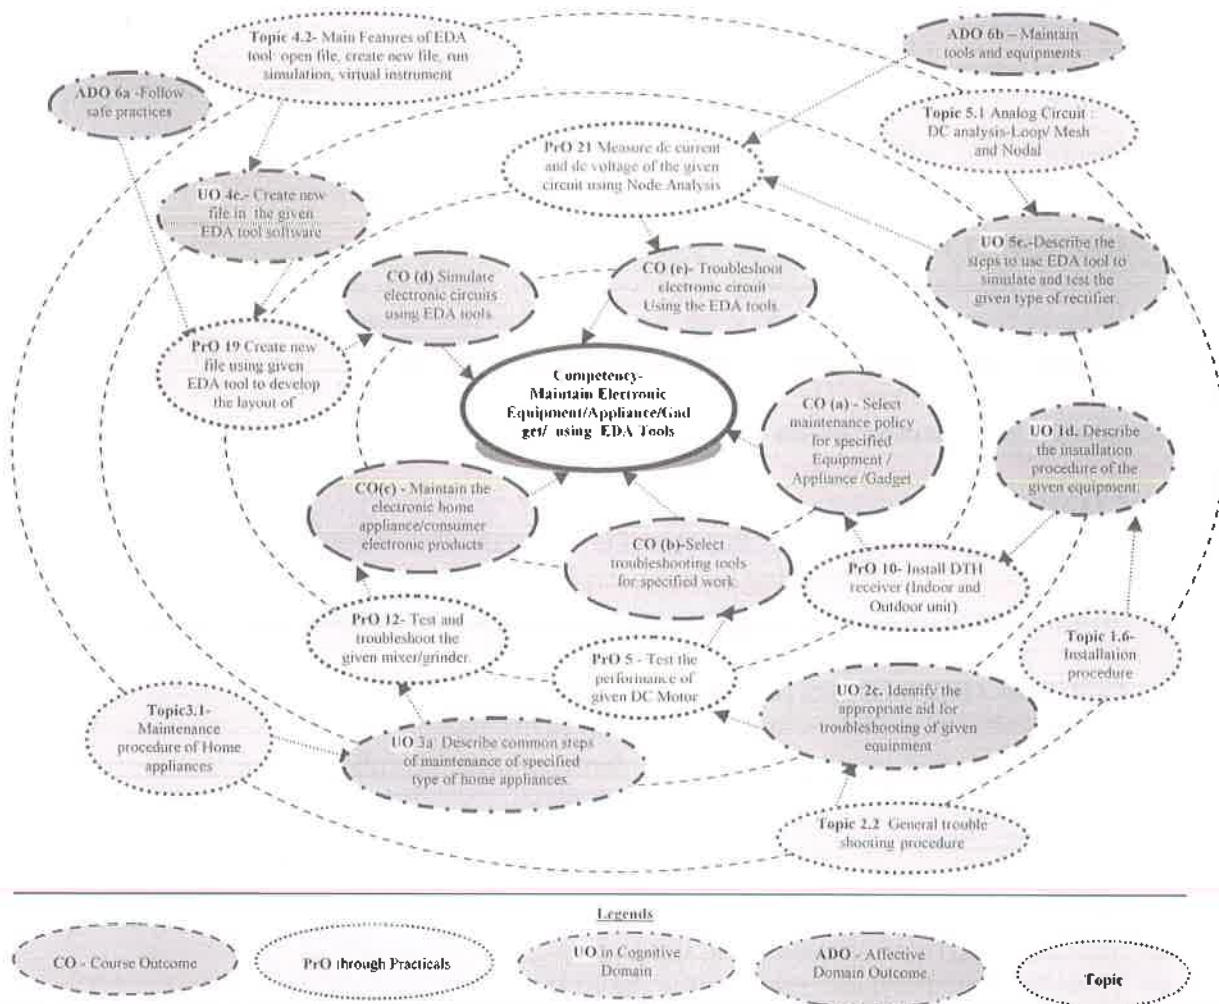 Topic 4.2- Main Features of EDA
tool: open file, create new file, run
simulation, virtual instrument
ADO 6b – Maintain
tools and equipments
ADO 6a -Follow
safe practices
Topic 5.1 Analog Circuit :
DC analysis-Loop/ Mesh
and Nodal
PrO 21 Measure dc current
and dc voltage of the given
circuit using Node Analysis
UO 4c.- Create new
file in the given
EDA tool software
UO 5c.-Describe the
steps to use EDA tool to
simulate and test the
given type of rectifier.
CO (d) Simulate
electronic circuits
using EDA tools
CO (e)- Troubleshoot
electronic circuit
Using the EDA tools
PrO 19 Create new
file using given
EDA tool to develop
the layout of
Competency-
Maintain Electronic
Equipment/Appliance/Gad
get/ using EDA Tools
CO (a) - Select
maintenance policy
for specified
Equipment /
Appliance /Gadget
UO 1d. Describe
the installation
procedure of the
given equipment.
CO(c) - Maintain the
electronic home
appliance/consumer
electronic products
CO (b)-Select
troubleshooting tools
for specified work
PrO 10- Install DTH
receiver (Indoor and
Outdoor unit)
PrO 12- Test and
troubleshoot the
given mixer/grinder.
PrO 5 - Test the
performance of
given DC Motor
Topic 1.6-
Installation
procedure
UO 2c. Identify the
appropriate aid for
troubleshooting of given
equipment
Topic3.1-
Maintenance
procedure of Home
appliances
UO 3a Describe common steps
of maintenance of specified
type of home appliances.
Topic 2.2 General trouble
shooting procedure
Legends
CO - Course Outcome
PrO through Practicals
UO in Cognitive
Domain
ADO - Affective
Domain Outcome
Topic